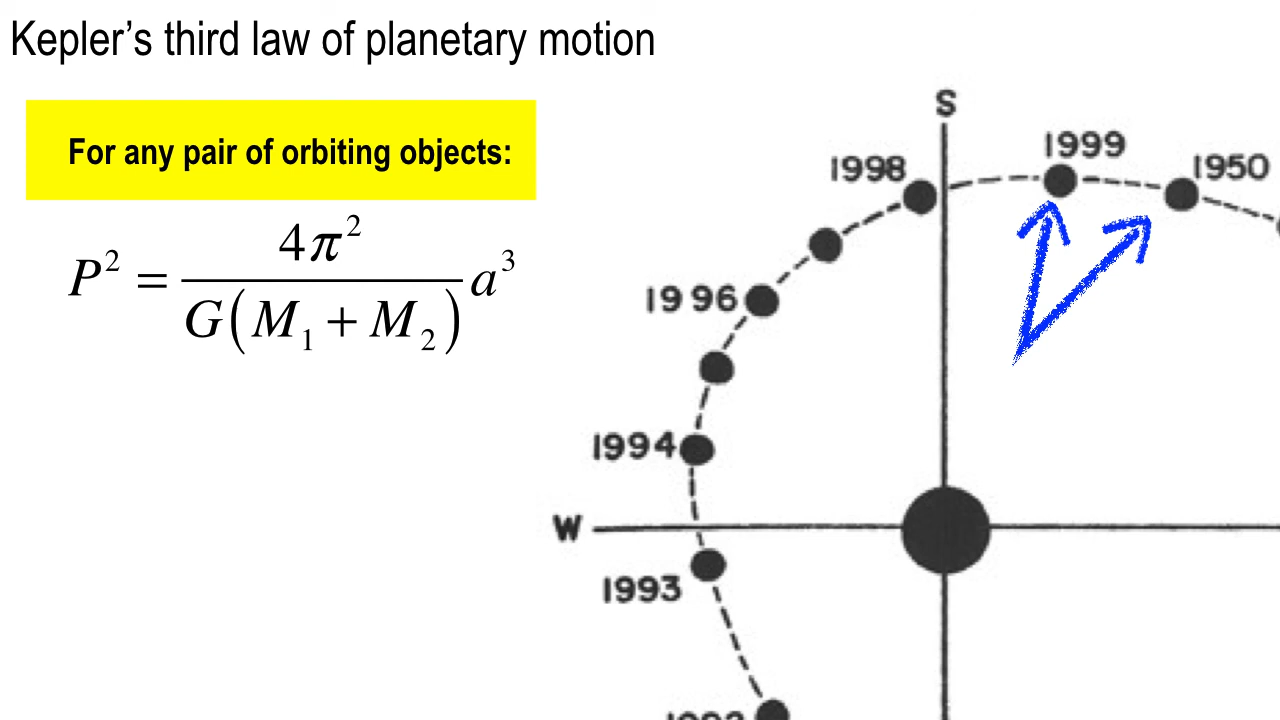 Kepler's third law of planetary motion
For any pair of orbiting objects:
P² = 4π² / G(M₁ + M₂) a³
S
1999
1998
1950
1996
1994
W
1993